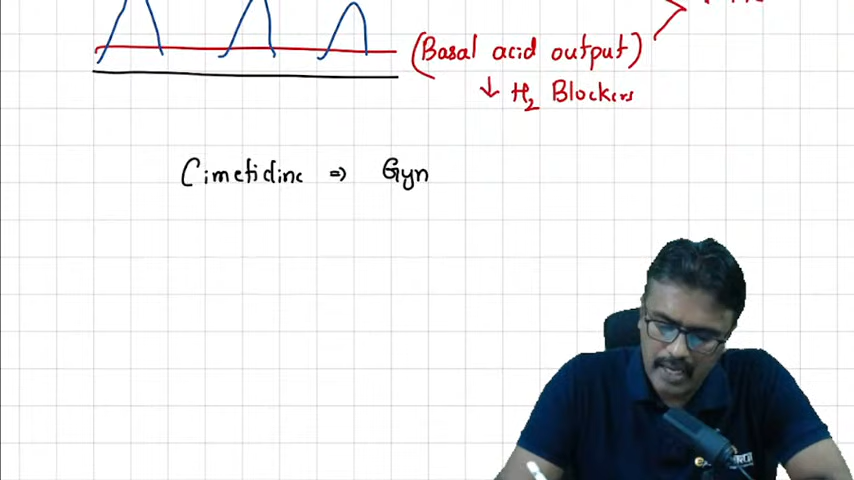 (Basal acid output)
↓ H₂ Blockers
Cimetidine ⇒ Gyn